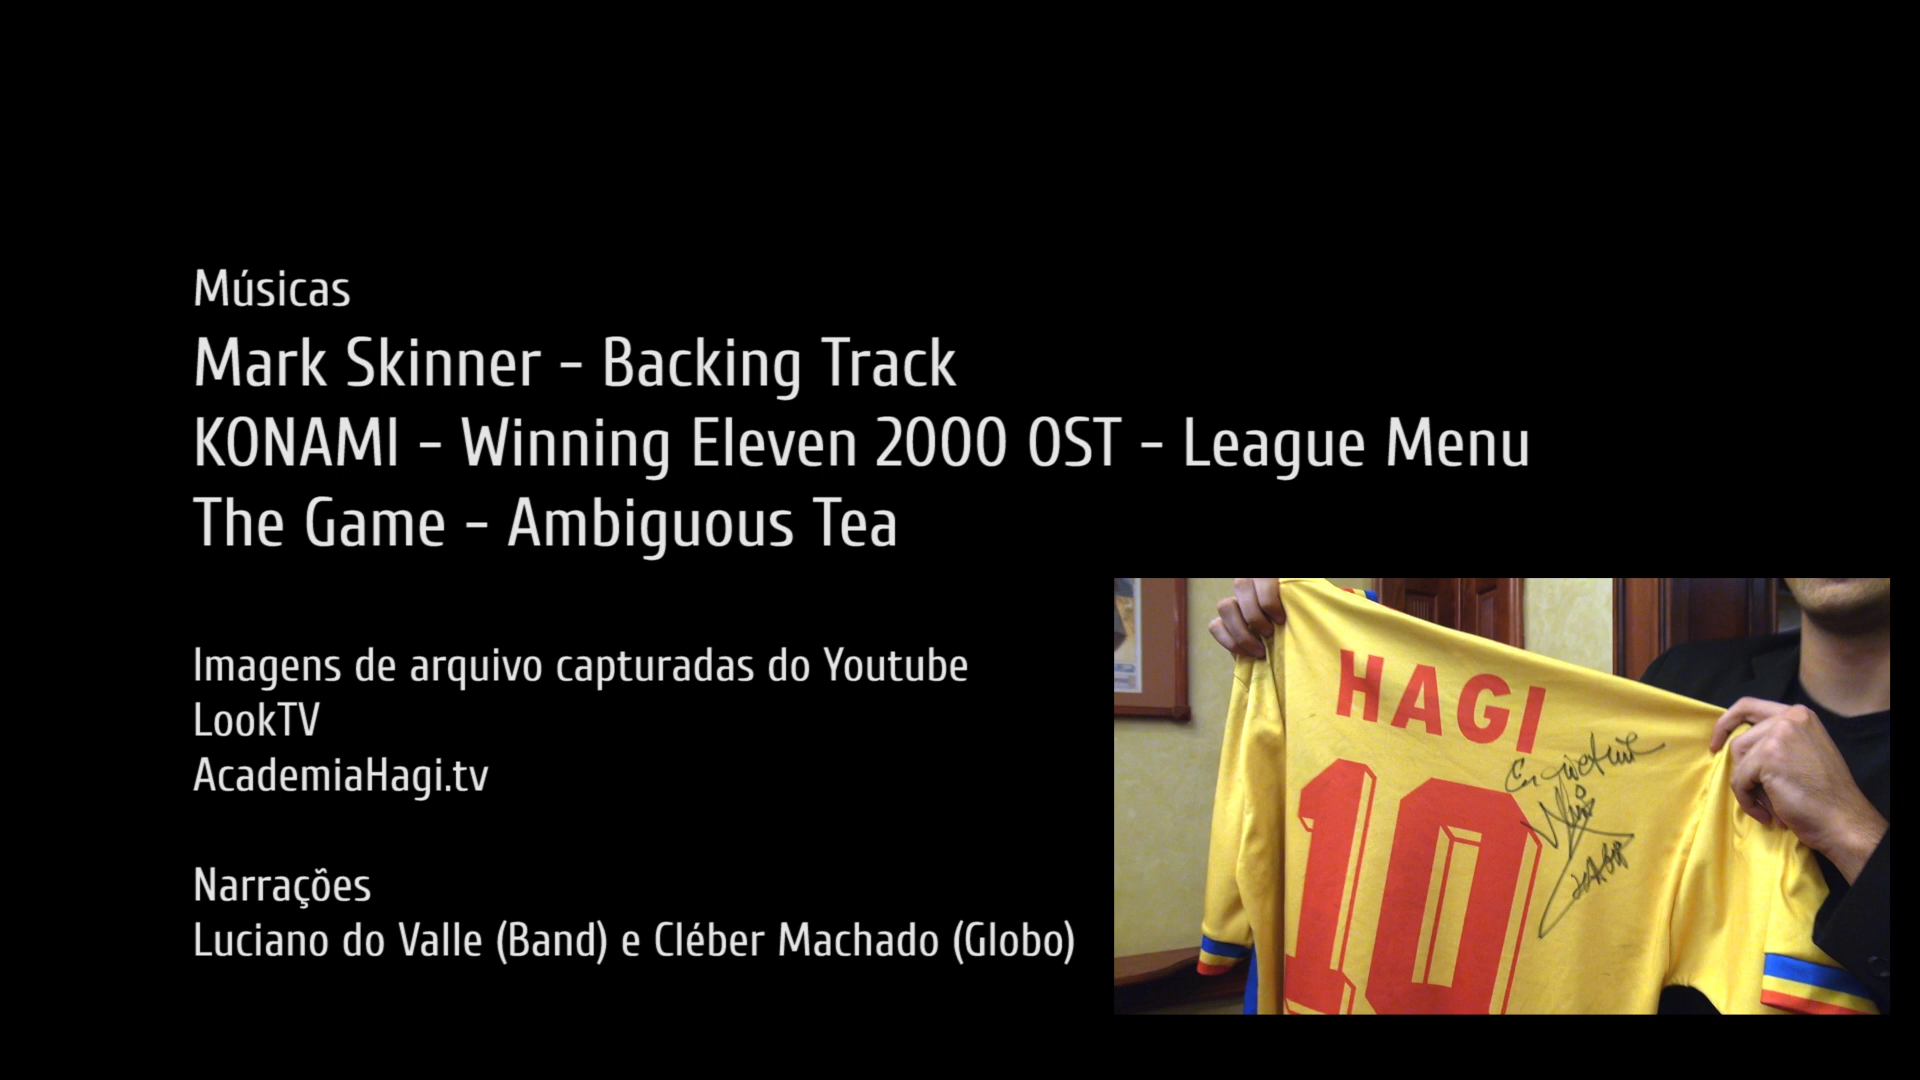 Músicas
Mark Skinner - Backing Track
KONAMI - Winning Eleven 2000 OST - League Menu
The Game - Ambiguous Tea
Imagens de arquivo capturadas do Youtube
LookTV
AcademiaHagi.tv
Narrações
Luciano do Valle (Band) e Cléber Machado (Globo)
HAGI
10